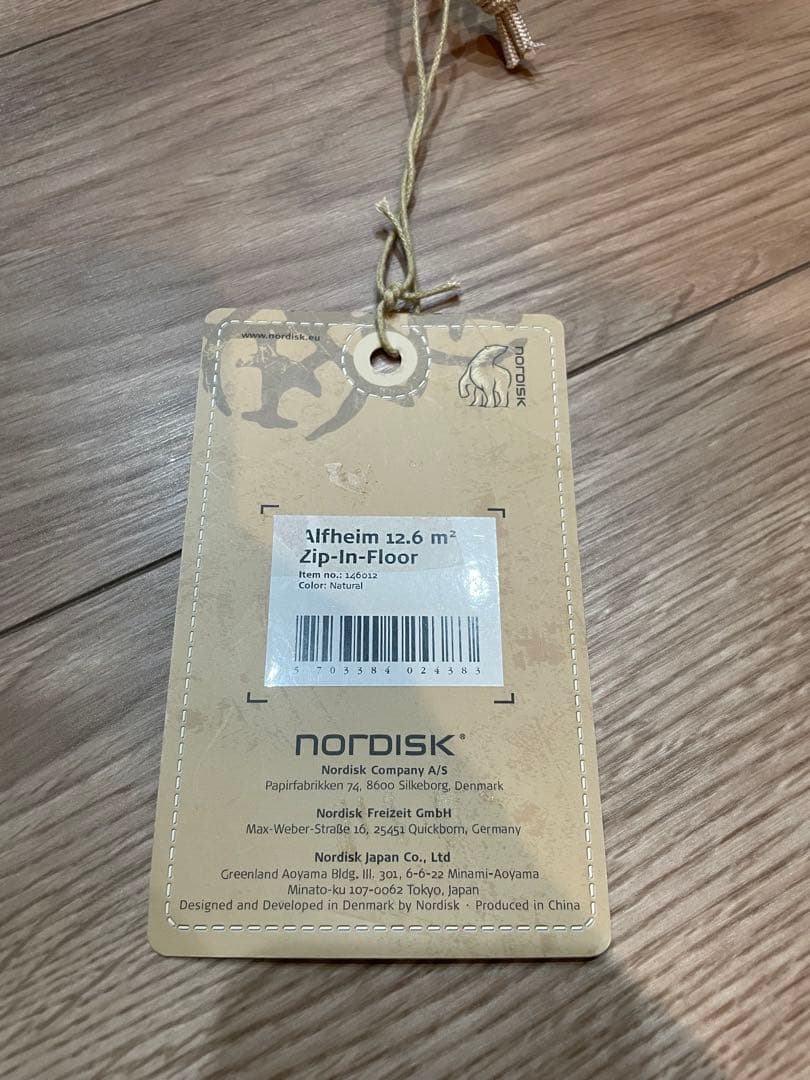 www.nordisk.eu
nordisk
Alfheim 12.6 m²
Zip-In-Floor
Item no.: 146012
Color: Natural
5 703384 024383
nordisk®
Nordisk Company A/S
Papirfabrikken 74, 8600 Silkeborg, Denmark
Nordisk Freizeit GmbH
Max-Weber-Straße 16, 25451 Quickborn, Germany
Nordisk Japan Co., Ltd
Greenland Aoyama Bldg. III. 301, 6-6-22 Minami-Aoyama
Minato-ku 107-0062 Tokyo, Japan
Designed and Developed in Denmark by Nordisk · Produced in China